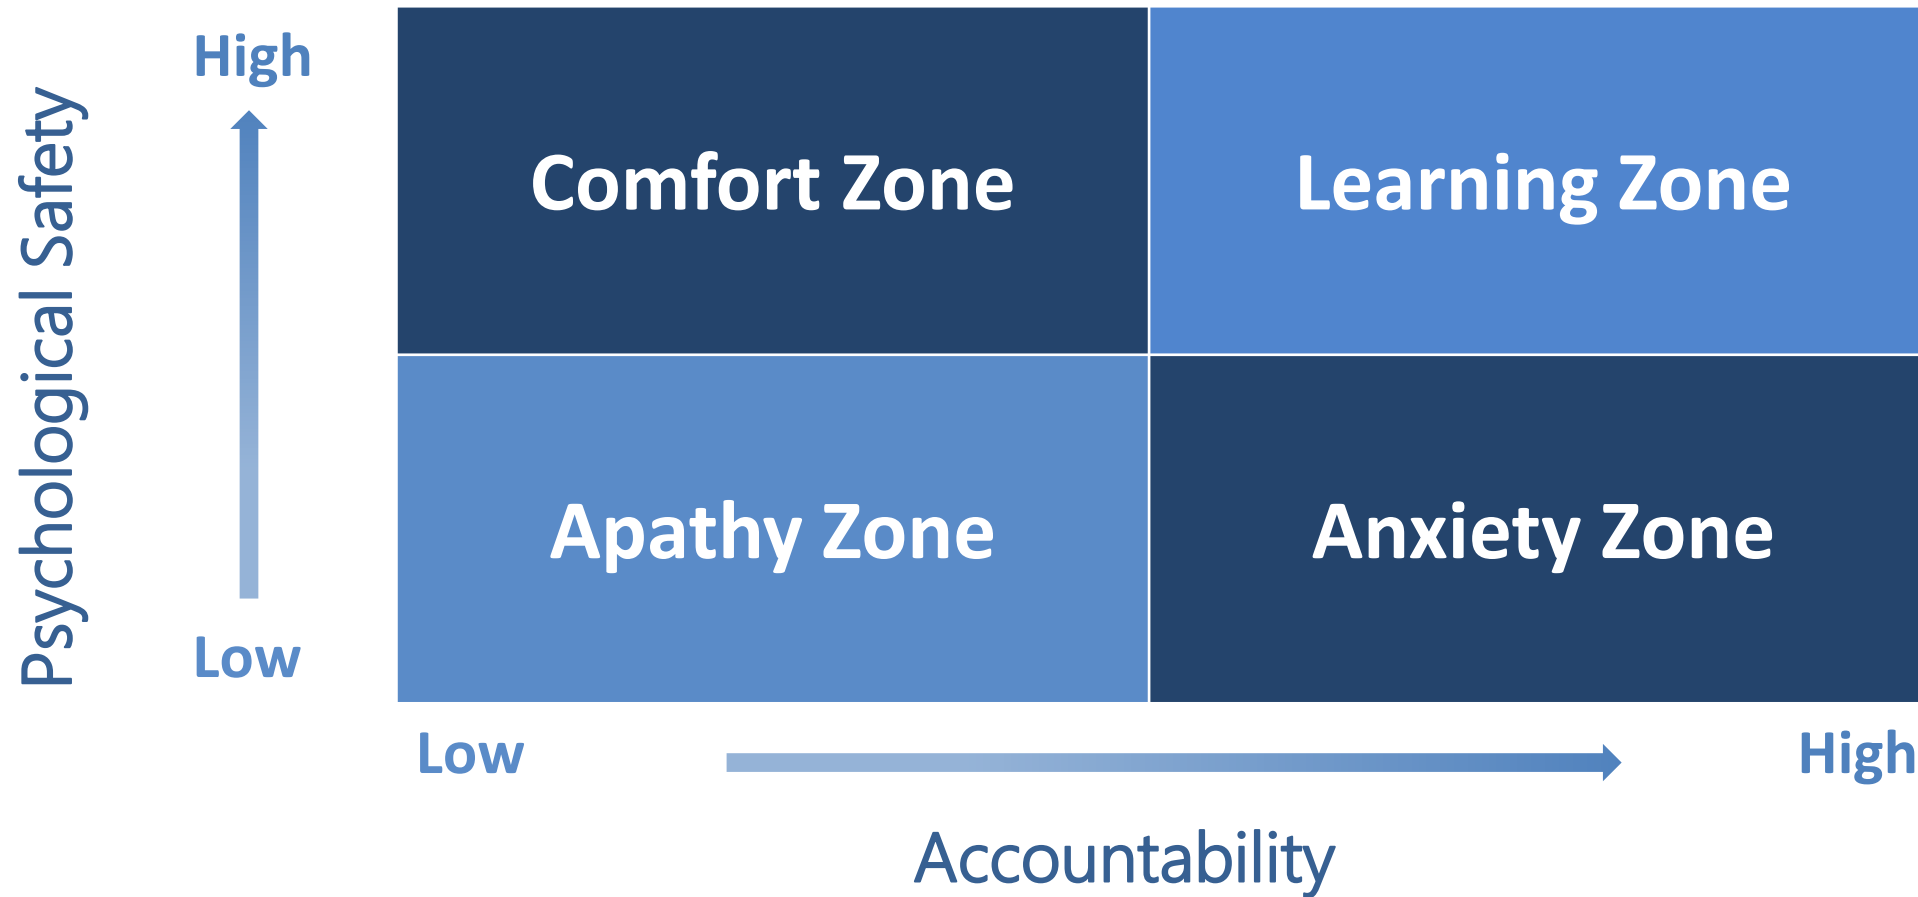 Psychological Safety
High
Low
Comfort Zone
Learning Zone
Apathy Zone
Anxiety Zone
Low
High
Accountability